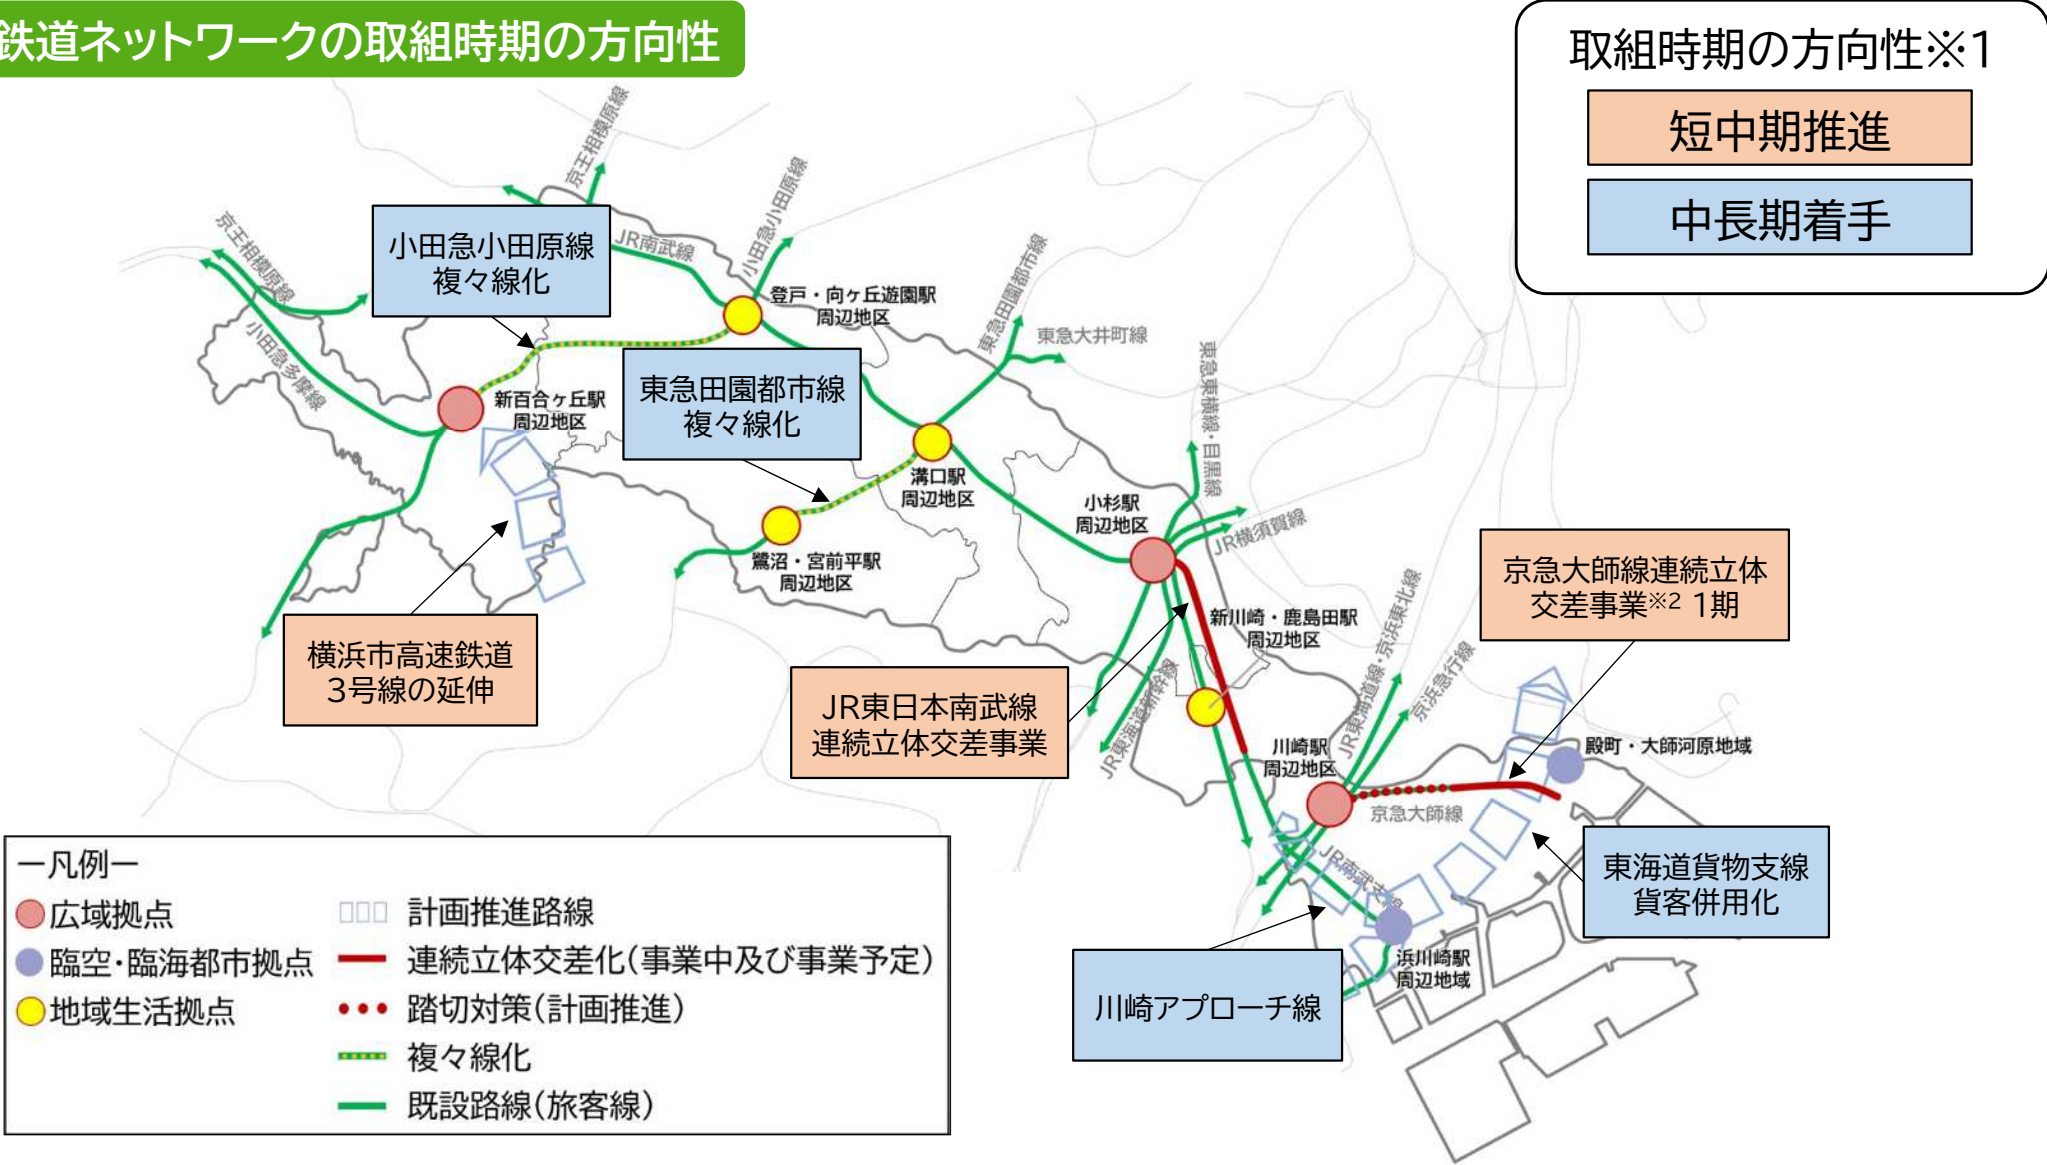 鉄道ネットワークの取組時期の方向性
取組時期の方向性※1
短中期推進
中長期着手
京王相模原線
小田急小田原線
JR南武線
京王相模原線
小田急多摩線
小田急小田原線
複々線化
登戸・向ヶ丘遊園駅
周辺地区
東急田園都市線
東急大井町線
東急東横線・目黒線
新百合ヶ丘駅
周辺地区
東急田園都市線
複々線化
溝口駅
周辺地区
鷺沼・宮前平駅
周辺地区
小杉駅
周辺地区
JR横須賀線
横浜市高速鉄道
3号線の延伸
新川崎・鹿島田駅
周辺地区
JR東海道新幹線
JR東日本南武線
連続立体交差事業
JR東海道線・京浜東北線
京浜急行線
京急大師線連続立体
交差事業※2 1期
川崎駅
周辺地区
殿町・大師河原地域
京急大師線
JR南武支線
東海道貨物支線
貨客併用化
浜川崎駅
周辺地域
川崎アプローチ線
ー凡例ー
広域拠点
臨空・臨海都市拠点
地域生活拠点
計画推進路線
連続立体交差化(事業中及び事業予定)
踏切対策(計画推進)
複々線化
既設路線(旅客線)